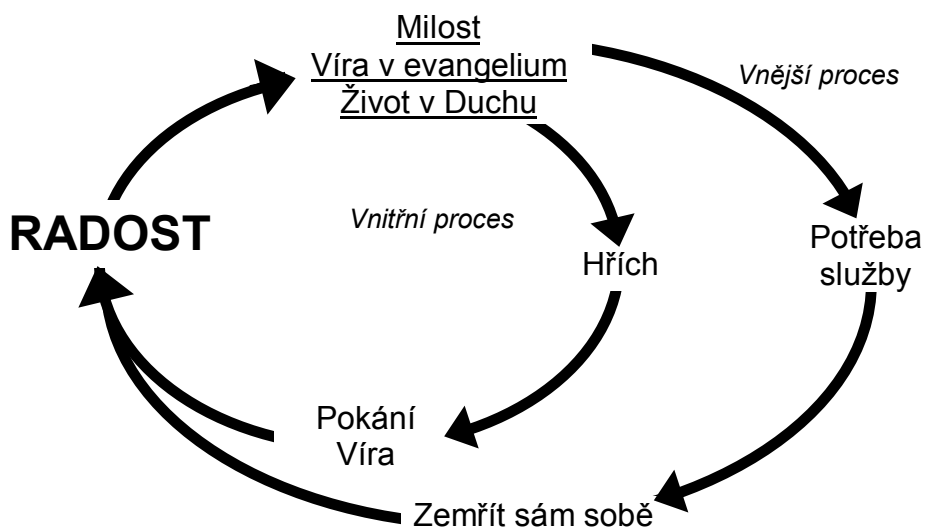 Milost
Víra v evangelium
Život v Duchu
Vnější proces
Vnitřní proces
RADOST
Hřích
Potřeba
služby
Pokání
Víra
Zemřít sám sobě